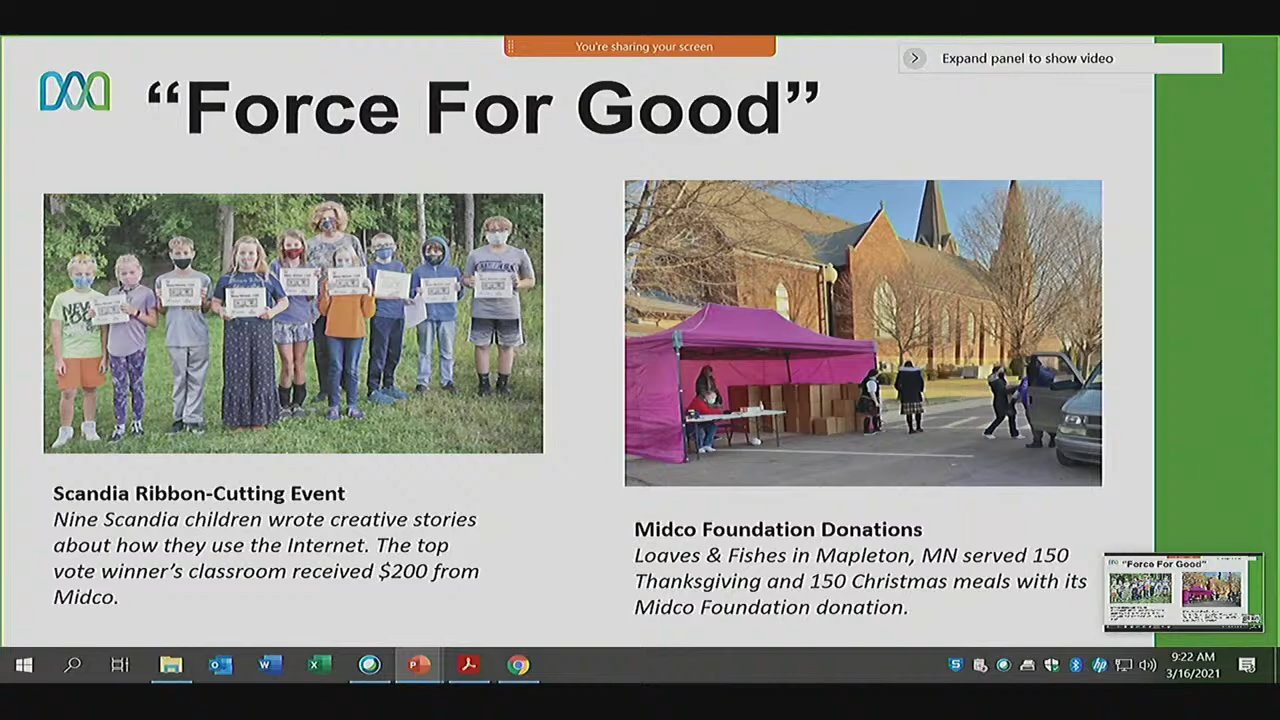 You're sharing your screen
Expand panel to show video
“Force For Good”
Scandia Ribbon-Cutting Event
Nine Scandia children wrote creative stories
about how they use the Internet. The top
vote winner’s classroom received $200 from
Midco.
Midco Foundation Donations
Loaves & Fishes in Mapleton, MN served 150
Thanksgiving and 150 Christmas meals with its
Midco Foundation donation.
"Force For Good"
9:22 AM
3/16/2021